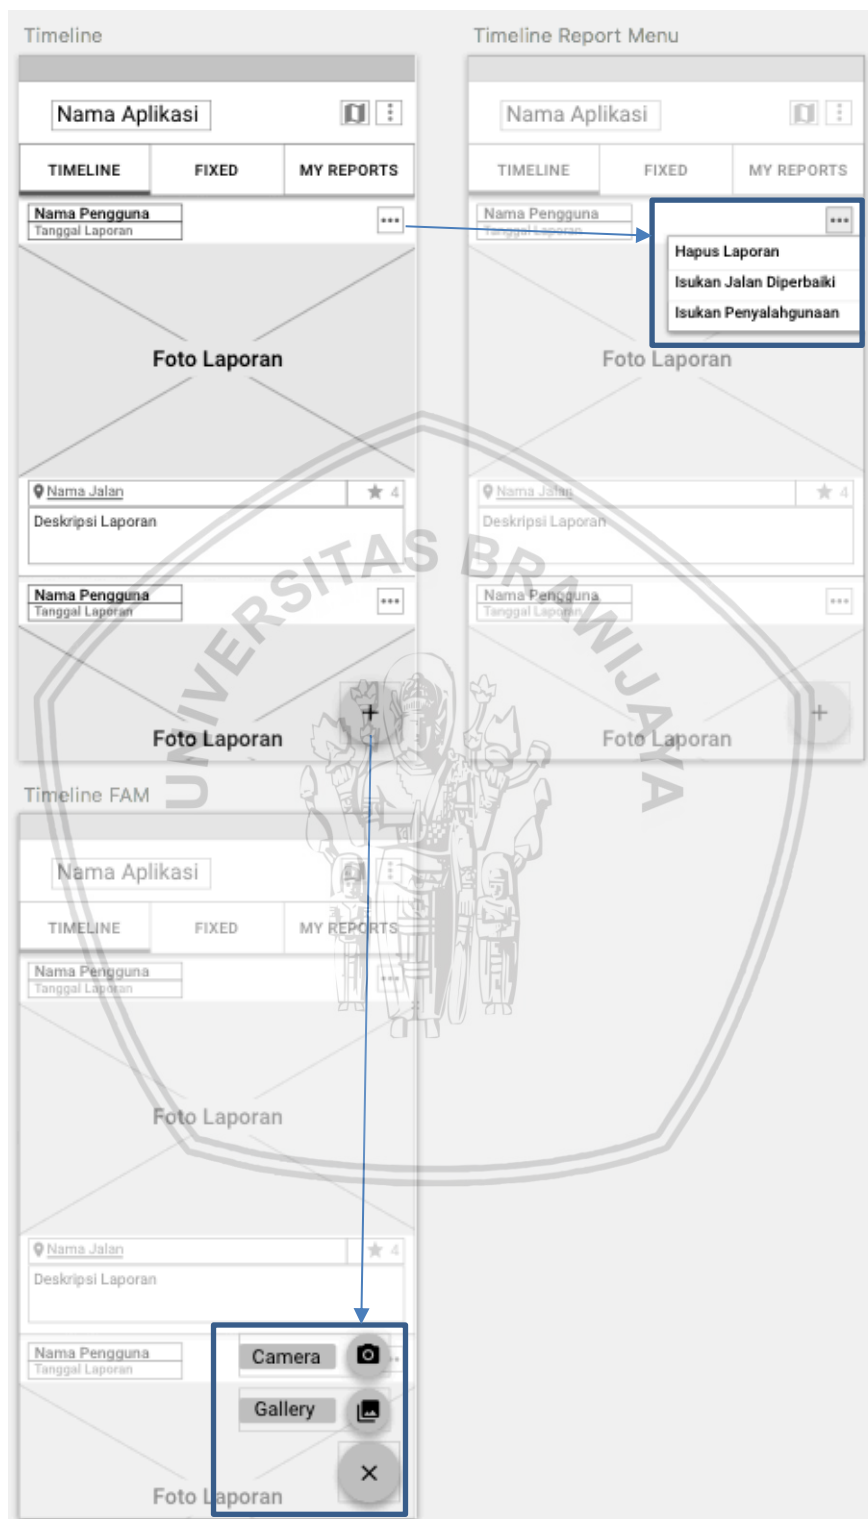 Timeline
Nama Aplikasi
TIMELINE FIXED MY REPORTS
Nama Pengguna
Tanggal Laporan
Foto Laporan
Nama Jalan 4
Deskripsi Laporan
Nama Pengguna
Tanggal Laporan
Foto Laporan
Timeline Report Menu
Nama Aplikasi
TIMELINE FIXED MY REPORTS
Nama Pengguna
Tanggal Laporan
Hapus Laporan
Isukan Jalan Diperbaiki
Isukan Penyalahgunaan
Foto Laporan
Nama Jalan 4
Deskripsi Laporan
Nama Pengguna
Tanggal Laporan
Foto Laporan
Timeline FAM
Nama Aplikasi
TIMELINE FIXED MY REPORTS
Nama Pengguna
Tanggal Laporan
Foto Laporan
Nama Jalan 4
Deskripsi Laporan
Nama Pengguna
Tanggal Laporan
Camera
Gallery
Foto Laporan
UNIVERSITAS BRAWIJAYA